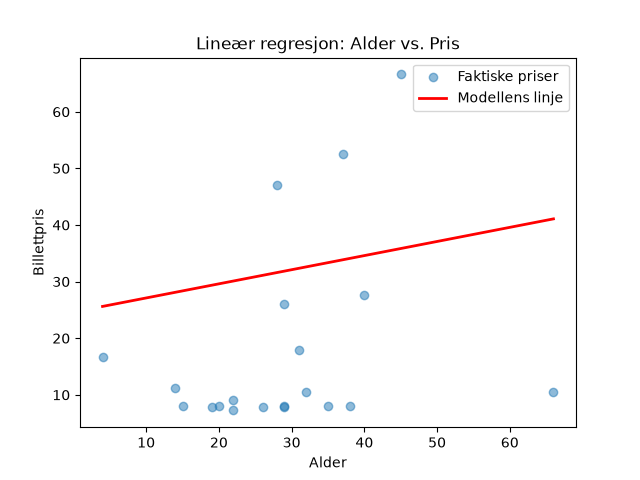 Lineær regresjon: Alder vs. Pris
Faktiske priser
Modellens linje
Billettpris
60
50
40
30
20
10
10 20 30 40 50 60
Alder